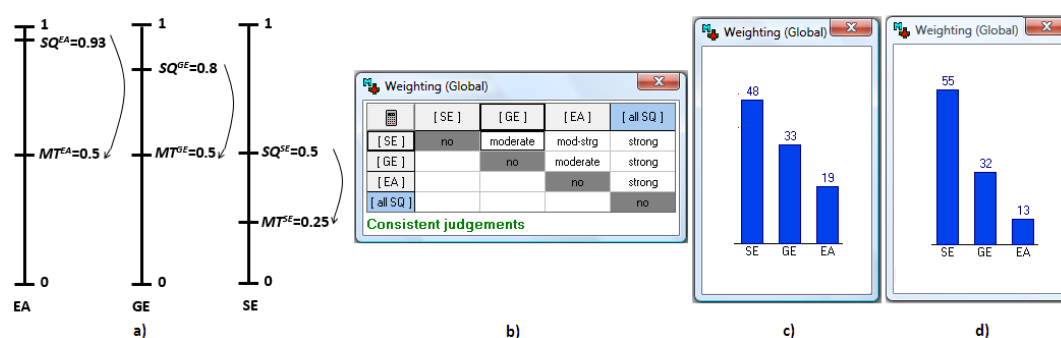 1
SQ^EA=0.93
MT^EA=0.5
0
EA
1
SQ^GE=0.8
MT^GE=0.5
0
GE
1
SQ^SE=0.5
MT^SE=0.25
0
SE
a)
Weighting (Global)
[ SE ] [ GE ] [ EA ] [ all SQ ]
[ SE ] no moderate mod-strg strong
[ GE ] no moderate strong
[ EA ] no strong
[ all SQ ] no
Consistent judgements
b)
Weighting (Global)
48
33
19
SE GE EA
c)
Weighting (Global)
55
32
13
SE GE EA
d)